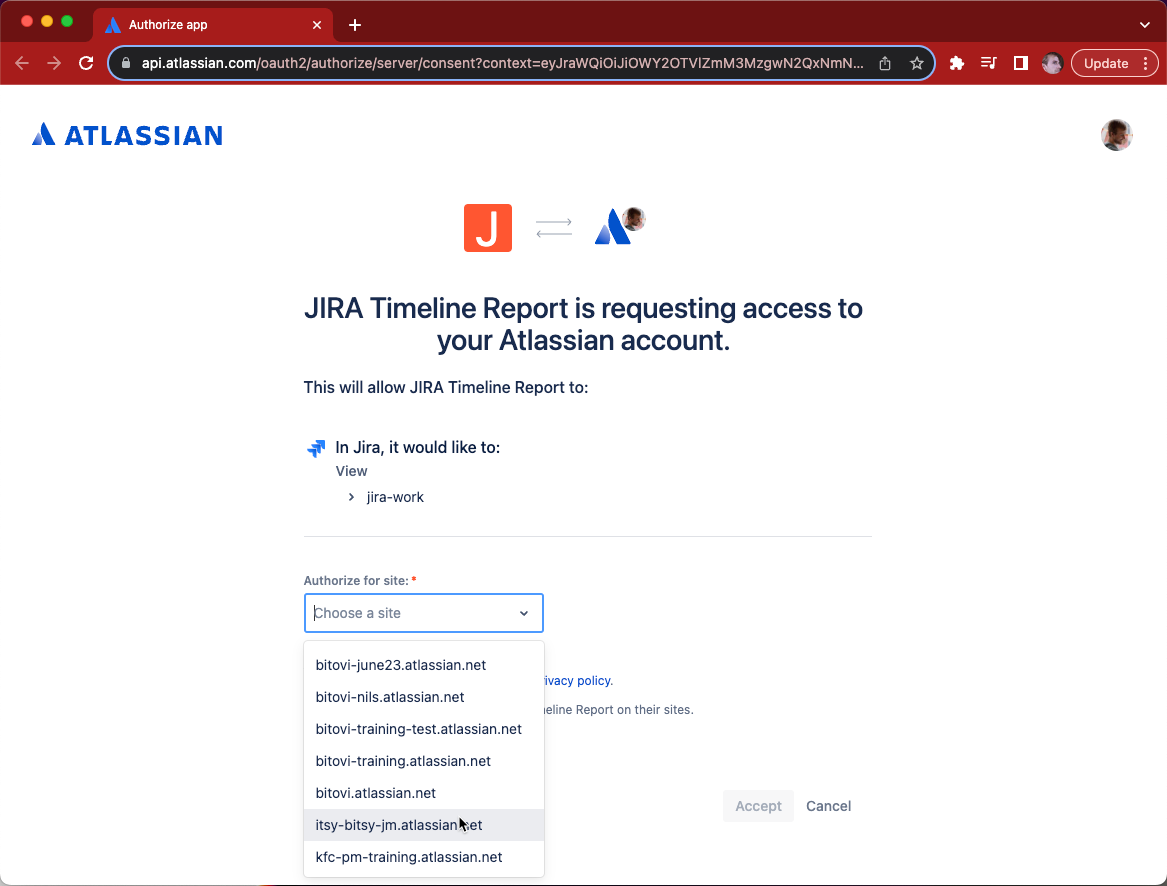 Authorize app
api.atlassian.com/oauth2/authorize/server/consent?context=eyJraWQiOiJiOWY2OTVlZmM3MzgwN2QxNmN...
Update
ATLASSIAN
J
JIRA Timeline Report is requesting access to
your Atlassian account.
This will allow JIRA Timeline Report to:
In Jira, it would like to:
View
jira-work
Authorize for site: *
Choose a site
bitovi-june23.atlassian.net
ivacy policy.
bitovi-nils.atlassian.net
eline Report on their sites.
bitovi-training-test.atlassian.net
bitovi-training.atlassian.net
bitovi.atlassian.net
Accept
Cancel
itsy-bitsy-jm.atlassian.net
kfc-pm-training.atlassian.net